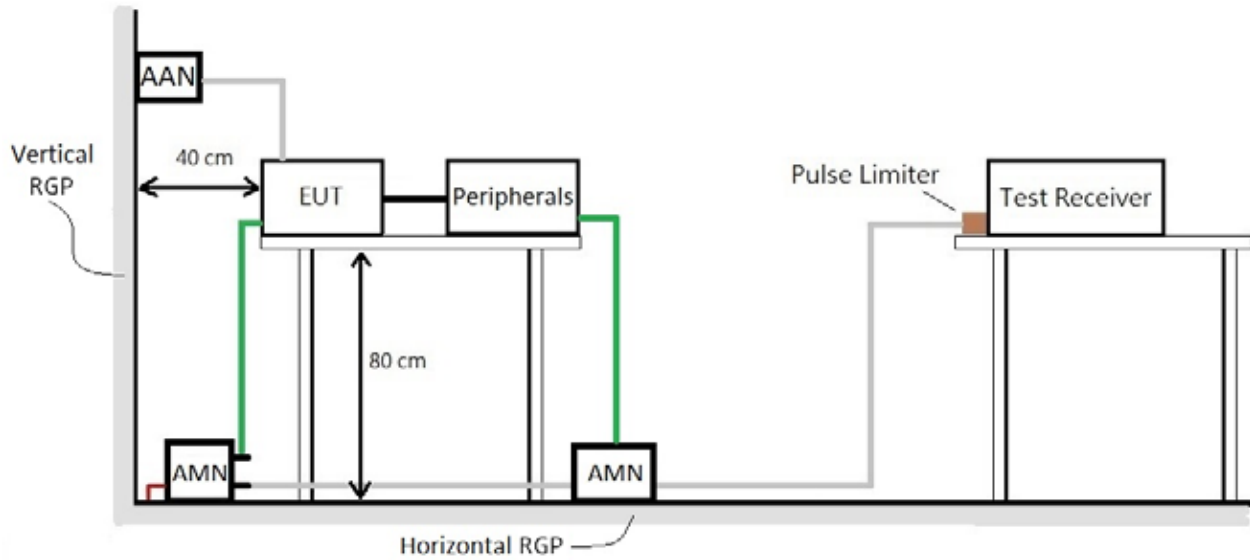 AAN
Vertical
RGP
40 cm
EUT
Peripherals
Pulse Limiter
Test Receiver
80 cm
AMN
AMN
Horizontal RGP